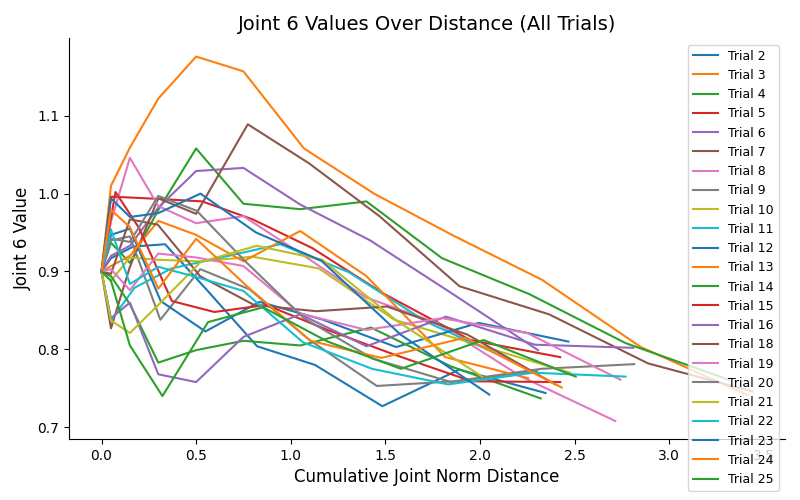 Joint 6 Values Over Distance (All Trials)
Joint 6 Value
1.1
1.0
0.9
0.8
0.7
0.0 0.5 1.0 1.5 2.0 2.5 3.0 3.5
Cumulative Joint Norm Distance
Trial 2
Trial 3
Trial 4
Trial 5
Trial 6
Trial 7
Trial 8
Trial 9
Trial 10
Trial 11
Trial 12
Trial 13
Trial 14
Trial 15
Trial 16
Trial 18
Trial 19
Trial 20
Trial 21
Trial 22
Trial 23
Trial 24
Trial 25